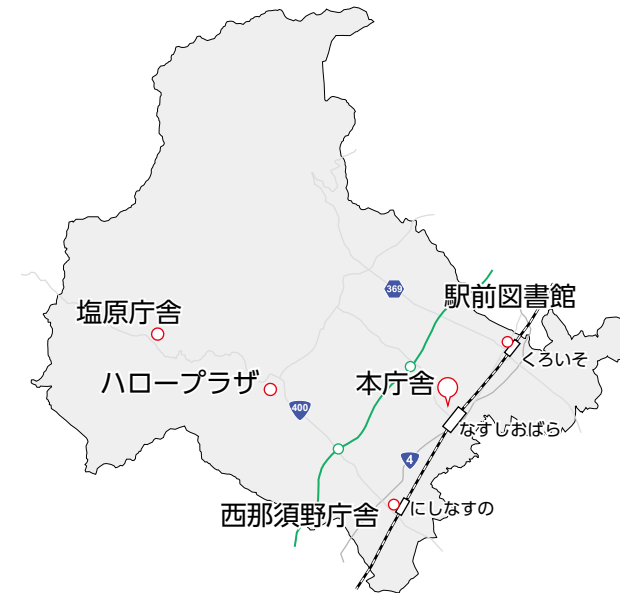 369
駅前図書館
塩原庁舎
くろいそ
ハロープラザ
本庁舎
400
なすしおばら
4
西那須野庁舎
にしなすの